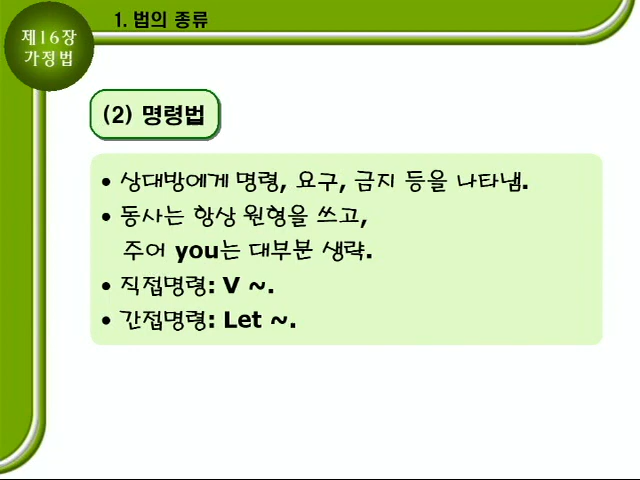 1. 법의 종류
제16장
가정법
(2) 명령법
• 상대방에게 명령, 요구, 금지 등을 나타냄.
• 동사는 항상 원형을 쓰고,
주어 you는 대부분 생략.
• 직접명령: V ~.
• 간접명령: Let ~.